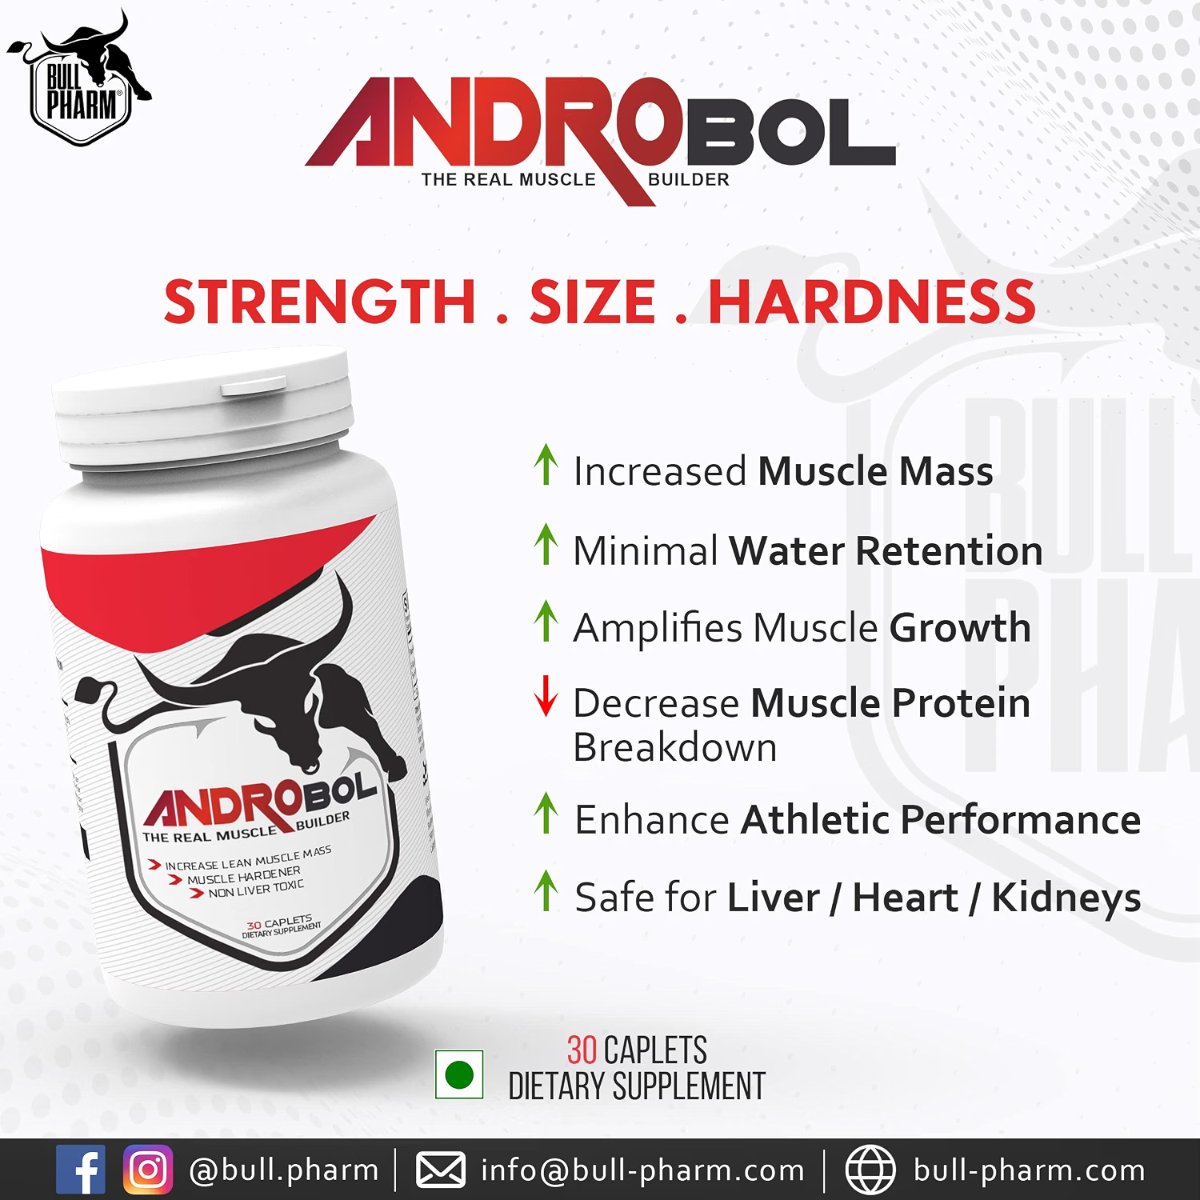 BULL
PHARM®
ANDROBOL
THE REAL MUSCLE BUILDER
STRENGTH . SIZE . HARDNESS
Increased Muscle Mass
Minimal Water Retention
Amplifies Muscle Growth
Decrease Muscle Protein
Breakdown
Enhance Athletic Performance
Safe for Liver / Heart / Kidneys
ANDROBOL
THE REAL MUSCLE BUILDER
INCREASE LEAN MUSCLE MASS
MUSCLE HARDENER
NON LIVER TOXIC
30 CAPLETS
DIETARY SUPPLEMENT
BULL
PHA
30 CAPLETS
DIETARY SUPPLEMENT
@bull.pharm | info@bull-pharm.com | bull-pharm.com